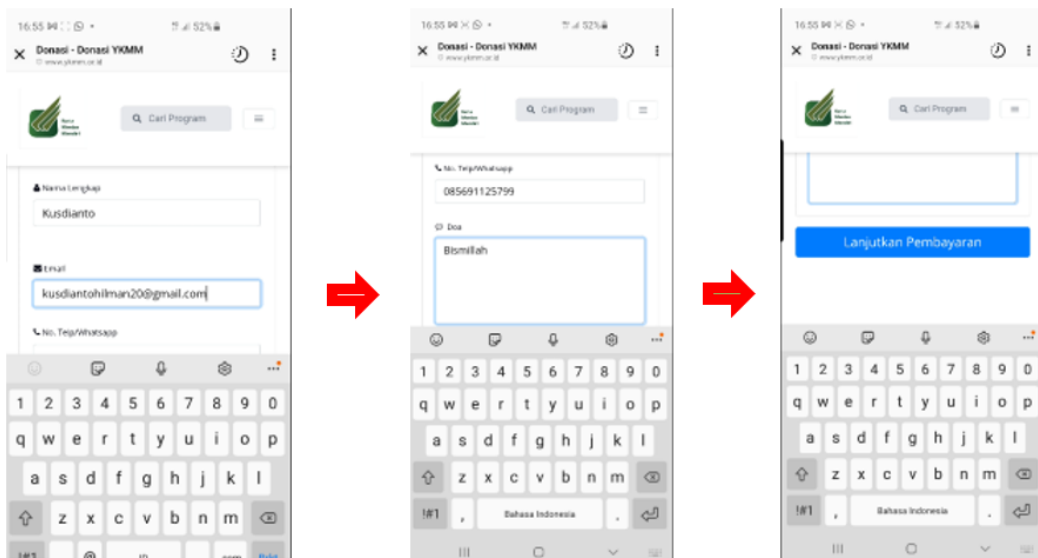 16:55
52%
Donasi - Donasi YKMM
www.ykmm.or.id
Cari Program
Nama Lengkap
Kusdianto
Email
kusdiantohilman20@gmail.com
No. Telp/Whatsapp
1 2 3 4 5 6 7 8 9 0
q w e r t y u i o p
a s d f g h j k l
z x c v b n m
!#1 , @ .com
16:55
52%
Donasi - Donasi YKMM
www.ykmm.or.id
Cari Program
No. Telp/Whatsapp
085691125799
Doa
Bismillah
1 2 3 4 5 6 7 8 9 0
q w e r t y u i o p
a s d f g h j k l
z x c v b n m
!#1 , Bahasa Indonesia .
16:55
52%
Donasi - Donasi YKMM
www.ykmm.or.id
Cari Program
Lanjutkan Pembayaran
1 2 3 4 5 6 7 8 9 0
q w e r t y u i o p
a s d f g h j k l
z x c v b n m
!#1 , Bahasa Indonesia .